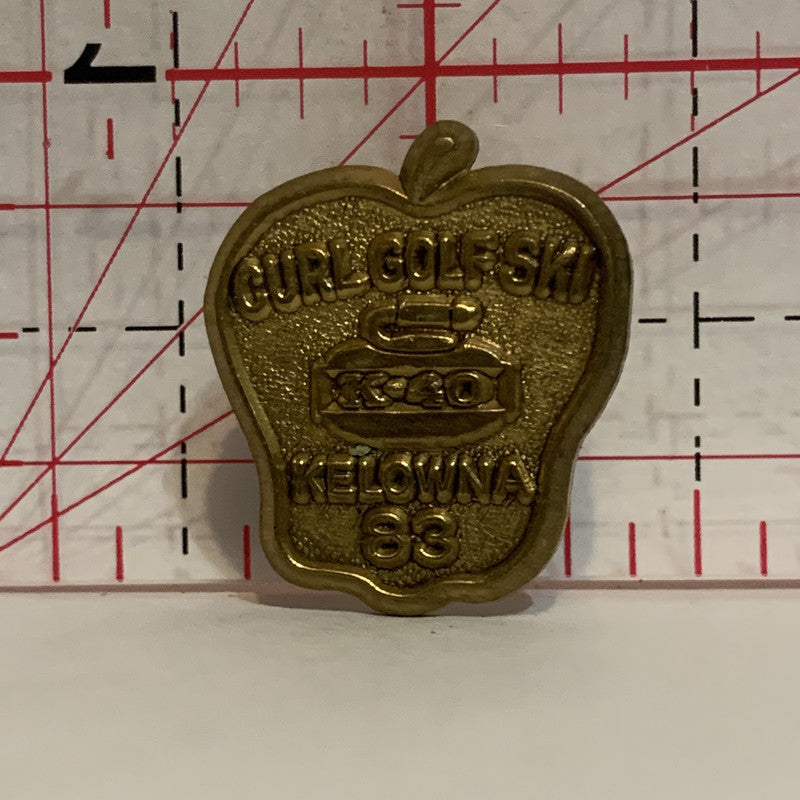 CURL GOLF SKI
K-40
KELOWNA
83